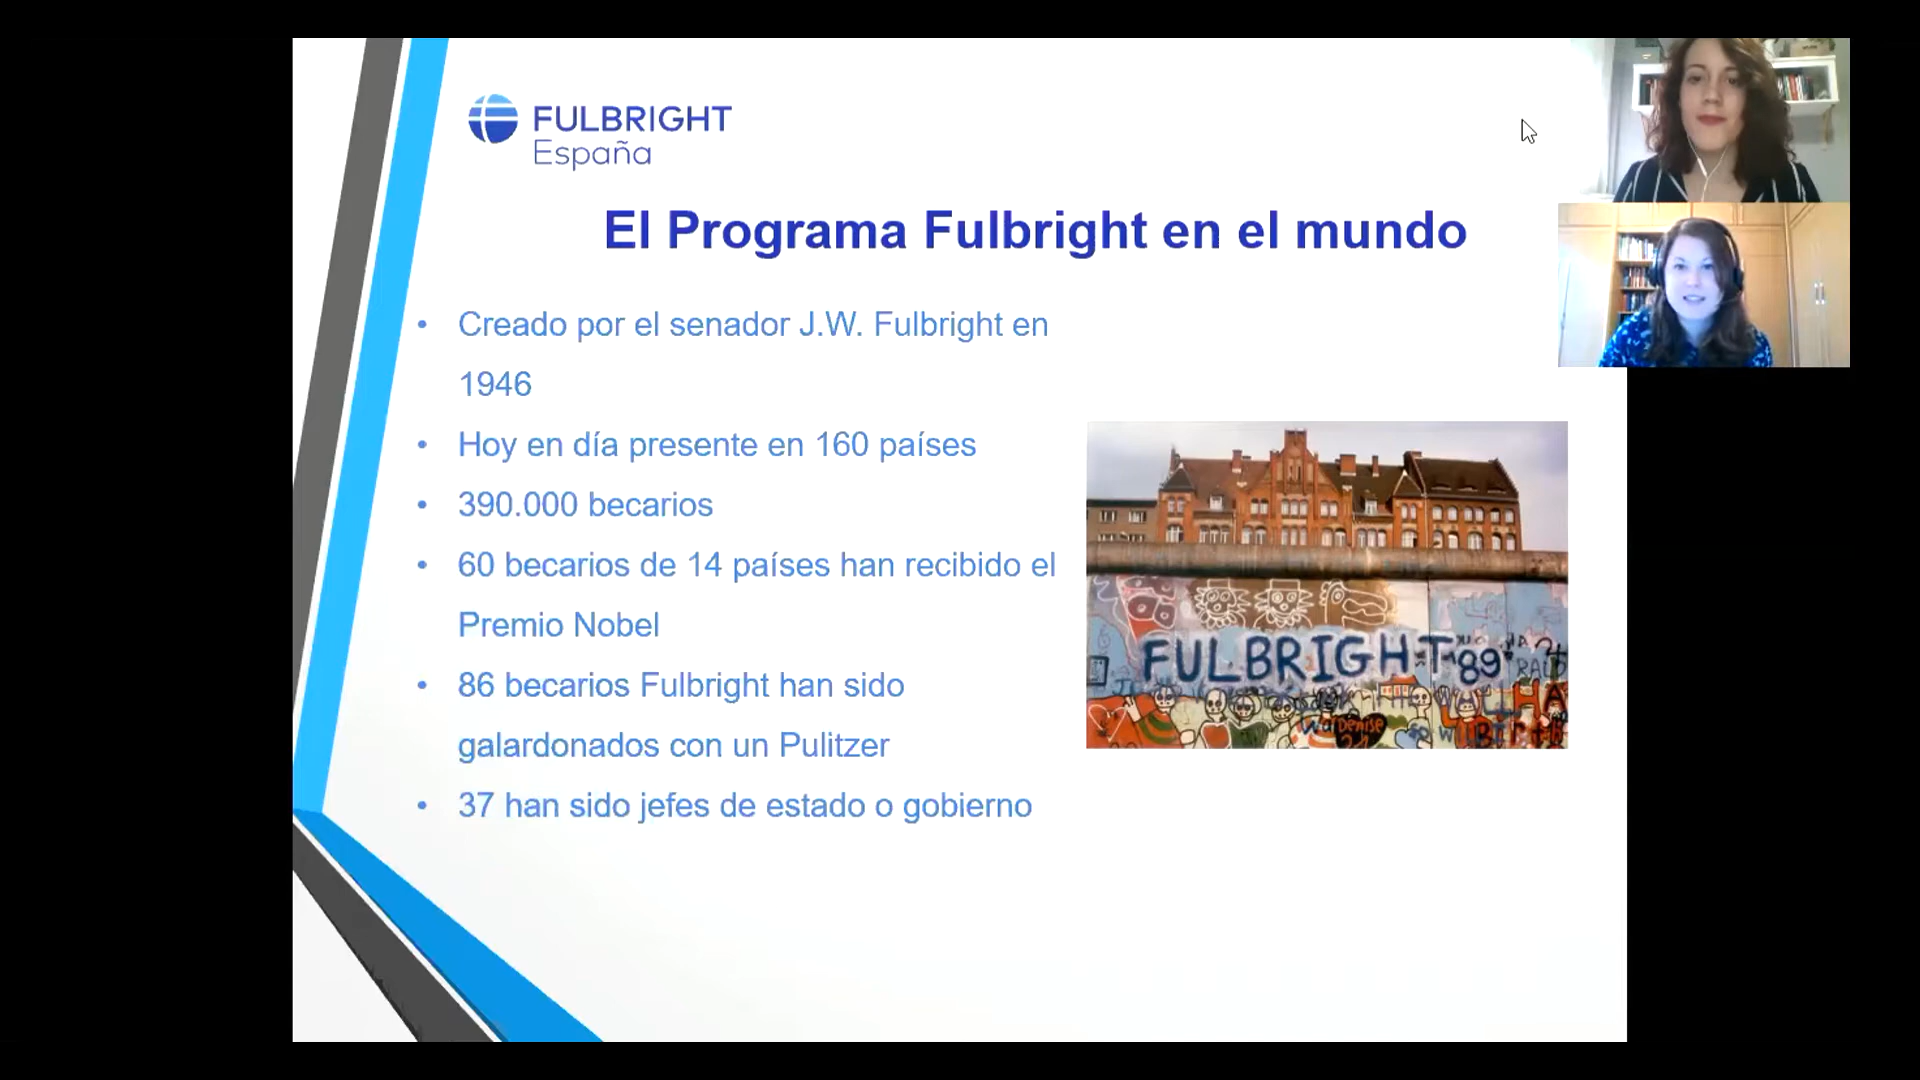 FULBRIGHT
España
El Programa Fulbright en el mundo
• Creado por el senador J.W. Fulbright en
1946
• Hoy en día presente en 160 países
• 390.000 becarios
• 60 becarios de 14 países han recibido el
Premio Nobel
• 86 becarios Fulbright han sido
galardonados con un Pulitzer
• 37 han sido jefes de estado o gobierno
FULBRIGHT '89
Denise